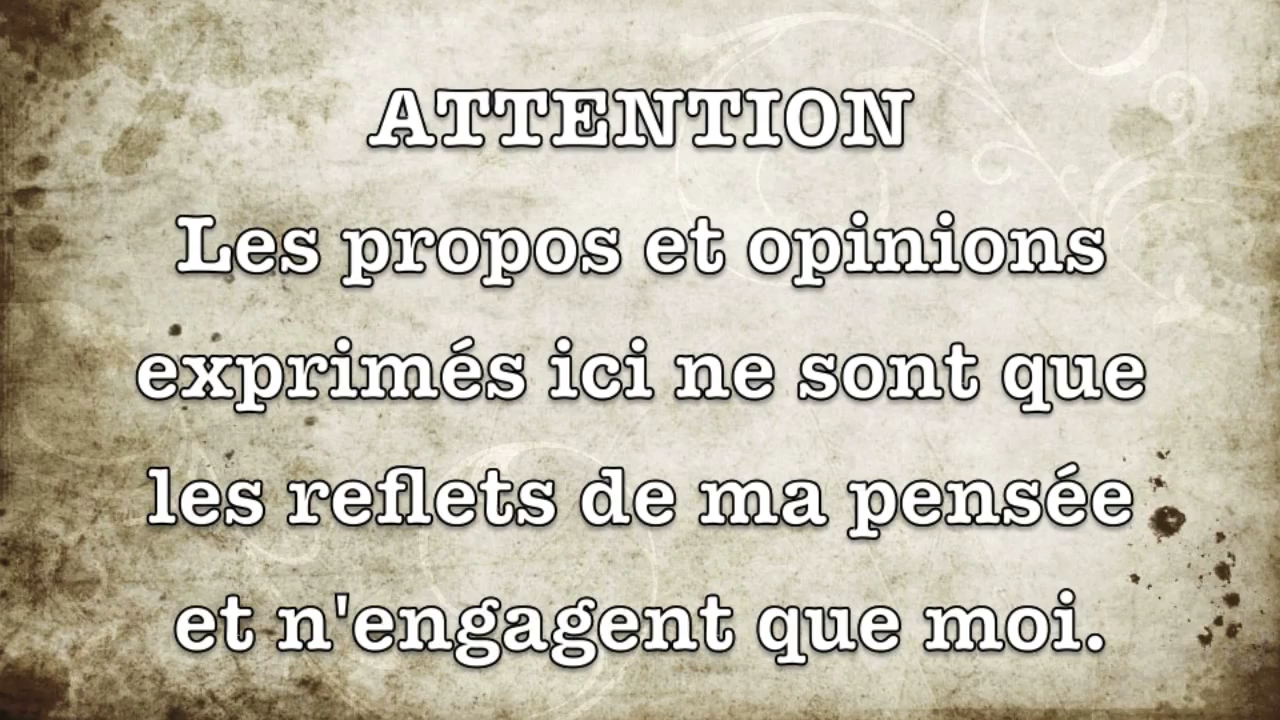 ATTENTION
Les propos et opinions
exprimés ici ne sont que
les reflets de ma pensée
et n'engagent que moi.